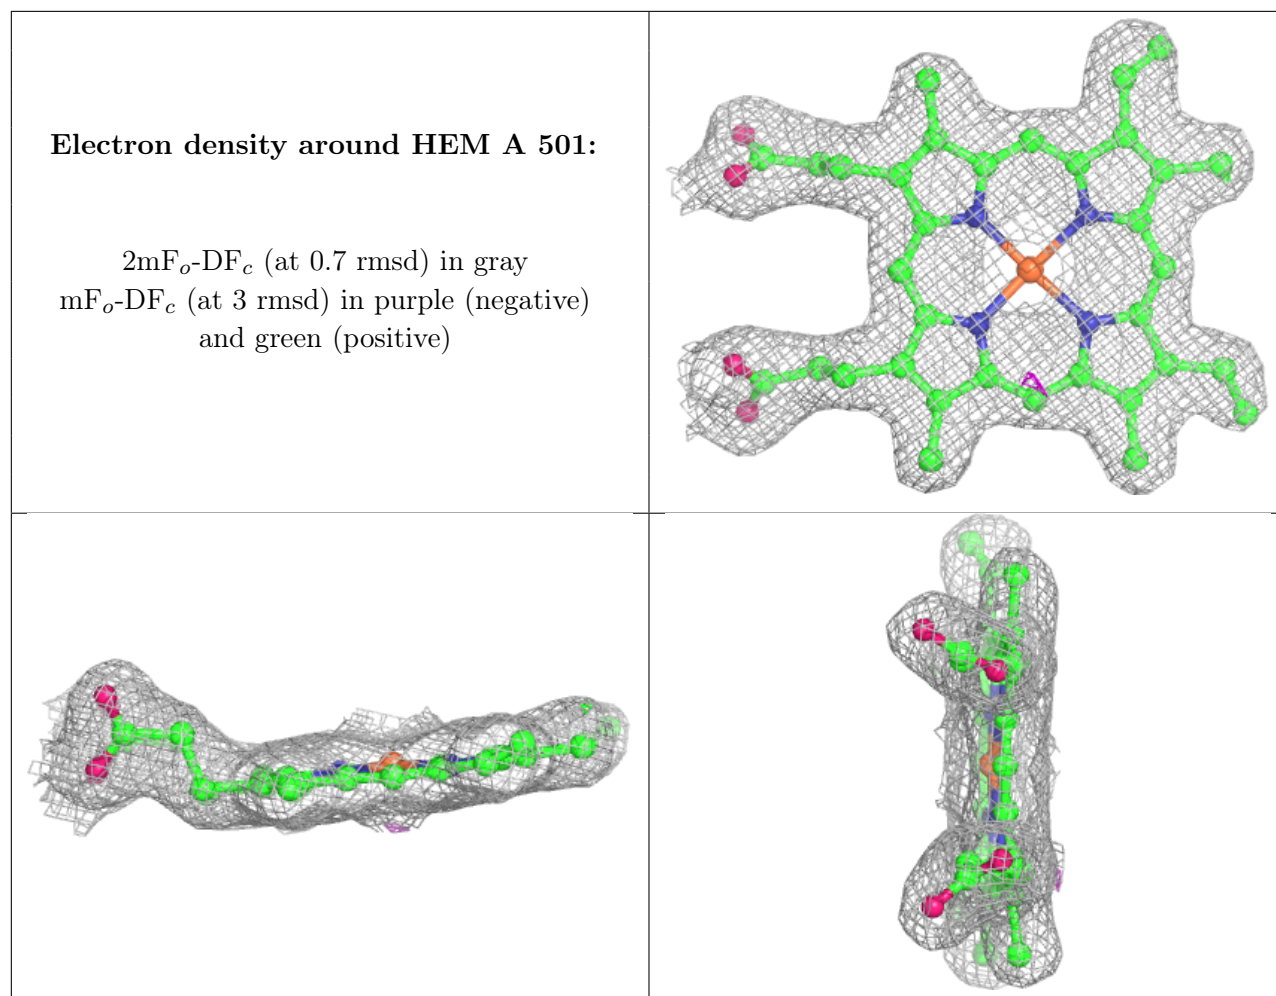 Electron density around HEM A 501:
2mFo-DFc (at 0.7 rmsd) in gray
mFo-DFc (at 3 rmsd) in purple (negative)
and green (positive)